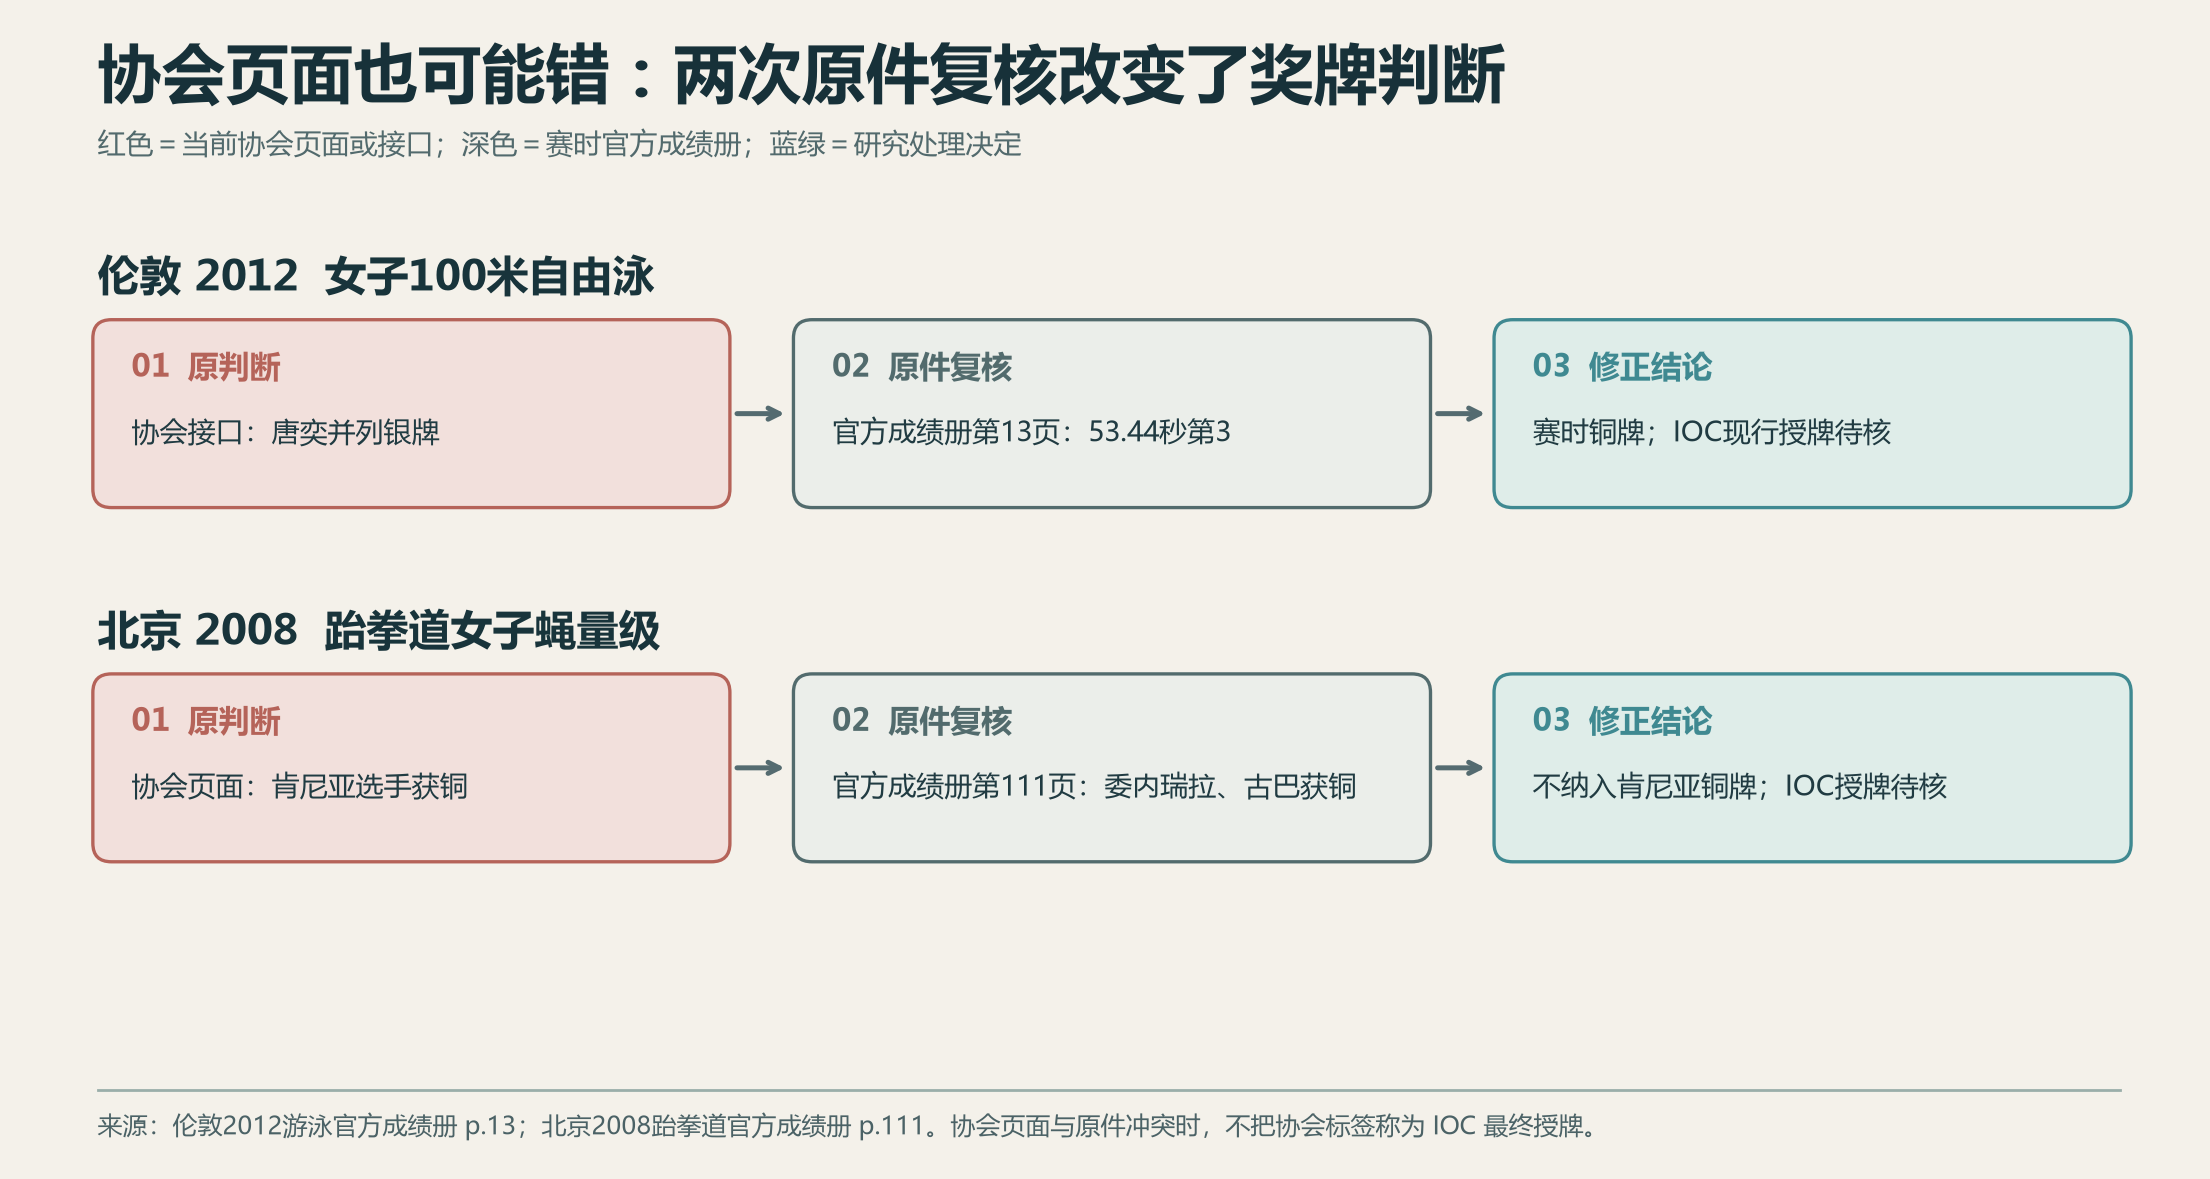 协会页面也可能错：两次原件复核改变了奖牌判断
红色 = 当前协会页面或接口；深色 = 赛时官方成绩册；蓝绿 = 研究处理决定
伦敦 2012 女子100米自由泳
01 原判断
协会接口：唐奕并列银牌
02 原件复核
官方成绩册第13页：53.44秒第3
03 修正结论
赛时铜牌；IOC现行授牌待核
北京 2008 跆拳道女子蝇量级
01 原判断
协会页面：肯尼亚选手获铜
02 原件复核
官方成绩册第111页：委内瑞拉、古巴获铜
03 修正结论
不纳入肯尼亚铜牌；IOC授牌待核
来源：伦敦2012游泳官方成绩册 p.13；北京2008跆拳道官方成绩册 p.111。协会页面与原件冲突时，不把协会标签称为 IOC 最终授牌。